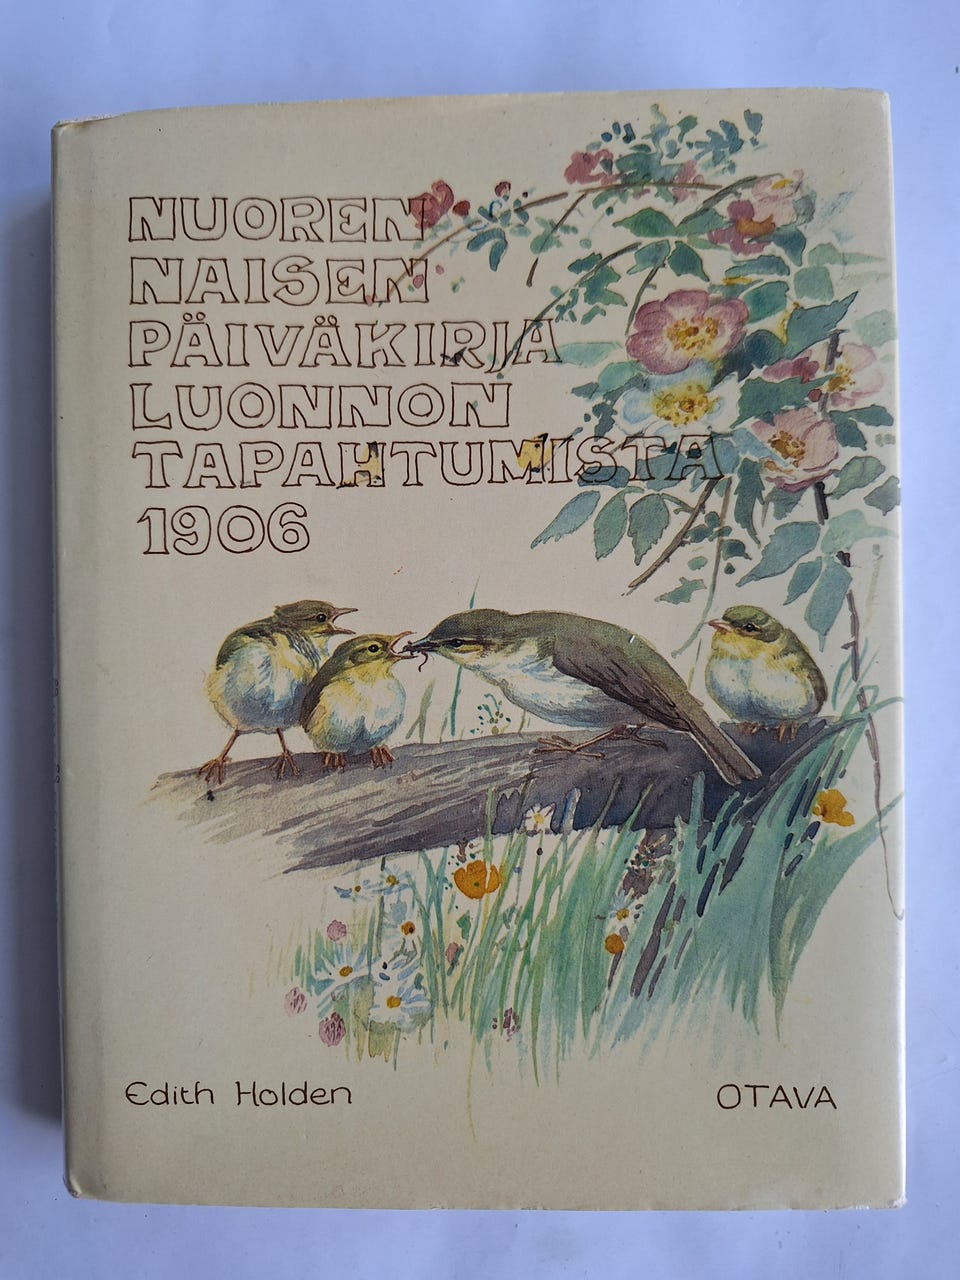 NUOREN
NAISEN
PÄIVÄKIRJA
LUONNON
TAPAHTUMISTA
1906
Edith Holden
OTAVA